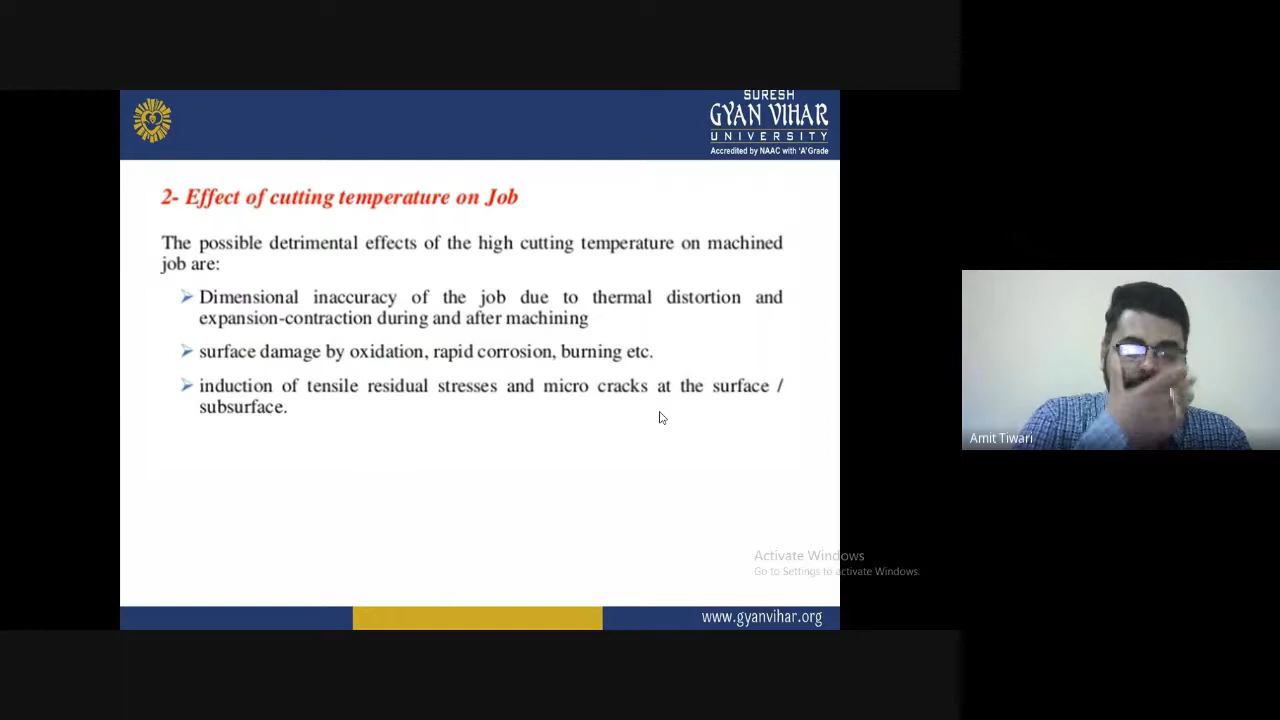 SURESH
GYAN VIHAR
UNIVERSITY
Accredited by NAAC with 'A' Grade
2- Effect of cutting temperature on Job
The possible detrimental effects of the high cutting temperature on machined
job are:
Dimensional inaccuracy of the job due to thermal distortion and
expansion-contraction during and after machining
surface damage by oxidation, rapid corrosion, burning etc.
induction of tensile residual stresses and micro cracks at the surface /
subsurface.
Amit Tiwari
Activate Windows
Go to Settings to activate Windows.
www.gyanvihar.org